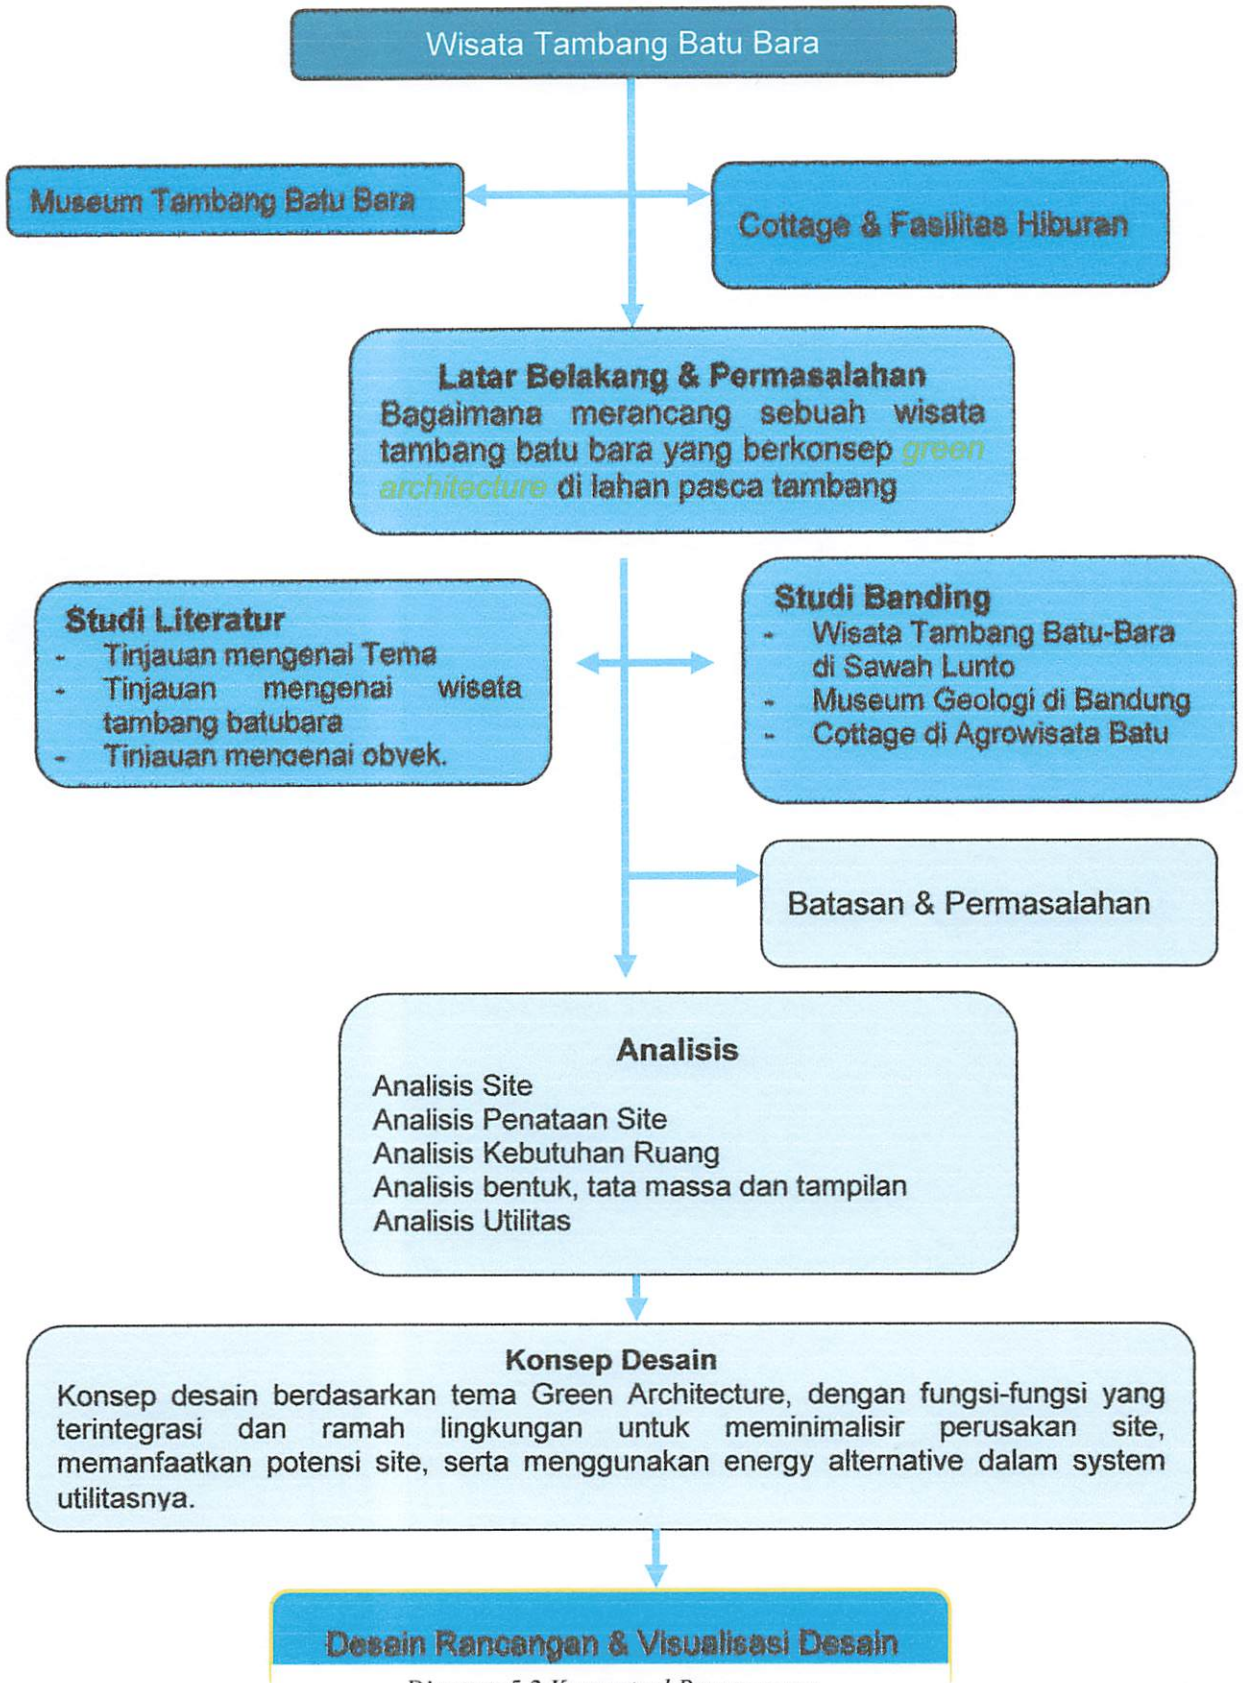 Wisata Tambang Batu Bara
Museum Tambang Batu Bara
Cottage & Fasilitas Hiburan
Latar Belakang & Permasalahan
Bagaimana merancang sebuah wisata
tambang batu bara yang berkonsep green
architecture di lahan pasca tambang
Studi Literatur
- Tinjauan mengenai Tema
- Tinjauan mengenai wisata
tambang batubara
- Tinjauan mengenai obyek.
Studi Banding
- Wisata Tambang Batu-Bara
di Sawah Lunto
- Museum Geologi di Bandung
- Cottage di Agrowisata Batu
Batasan & Permasalahan
Analisis
Analisis Site
Analisis Penataan Site
Analisis Kebutuhan Ruang
Analisis bentuk, tata massa dan tampilan
Analisis Utilitas
Konsep Desain
Konsep desain berdasarkan tema Green Architecture, dengan fungsi-fungsi yang
terintegrasi dan ramah lingkungan untuk meminimalisir perusakan site,
memanfaatkan potensi site, serta menggunakan energy alternative dalam system
utilitasnya.
Desain Rancangan & Visualisasi Desain